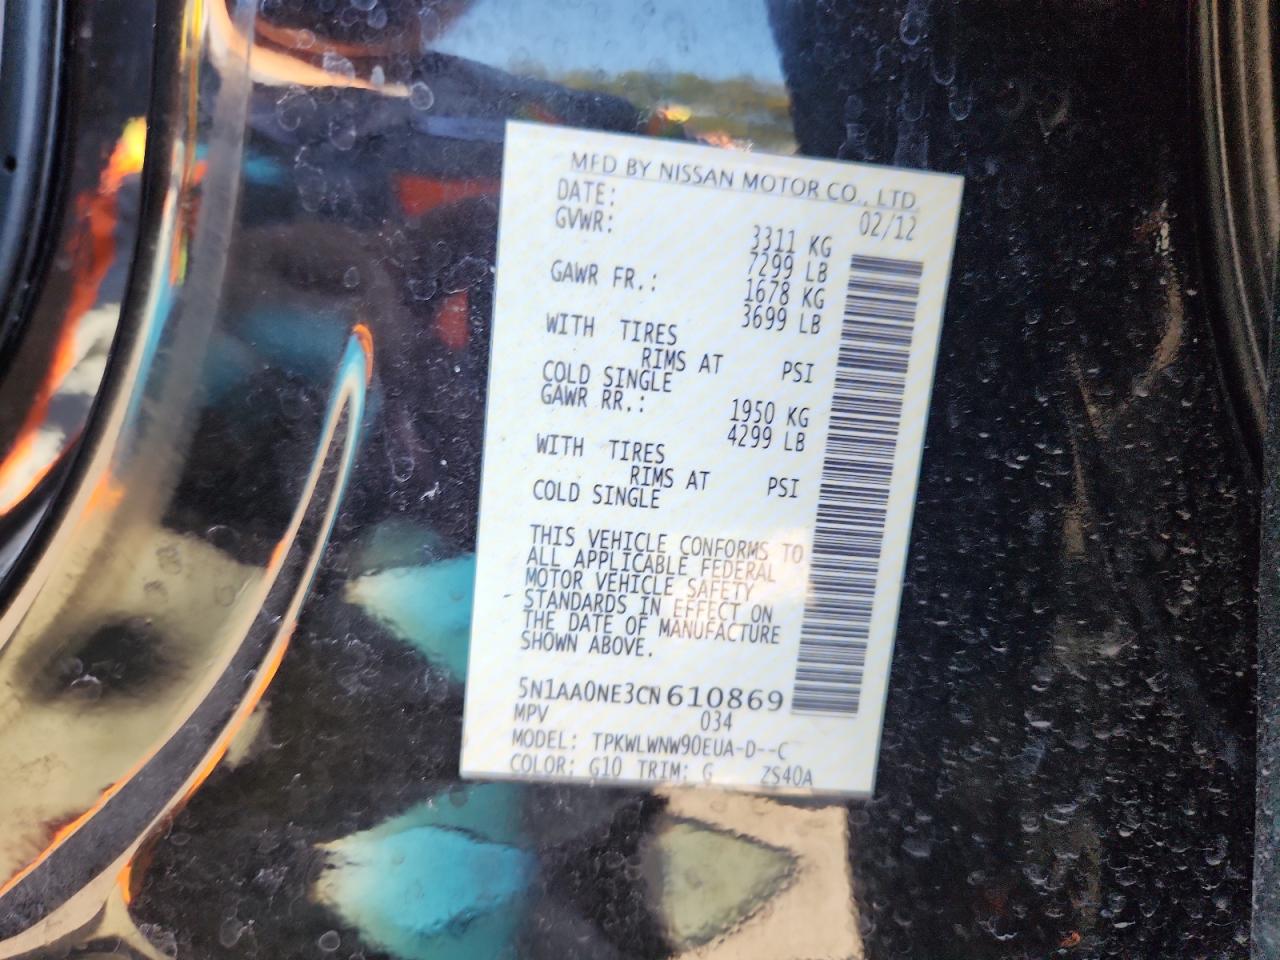 MFD BY NISSAN MOTOR CO., LTD.
DATE: 02/12
GVWR: 3311 KG
7299 LB
GAWR FR.: 1678 KG
3699 LB
WITH TIRES
RIMS AT PSI
COLD SINGLE
GAWR RR.: 1950 KG
4299 LB
WITH TIRES
RIMS AT PSI
COLD SINGLE
THIS VEHICLE CONFORMS TO
ALL APPLICABLE FEDERAL
MOTOR VEHICLE SAFETY
STANDARDS IN EFFECT ON
THE DATE OF MANUFACTURE
SHOWN ABOVE.
5N1AA0NE3CN610869
MPV 034
MODEL: TPKWLWNW90EUA-D--C
COLOR: G10 TRIM: G ZS40A